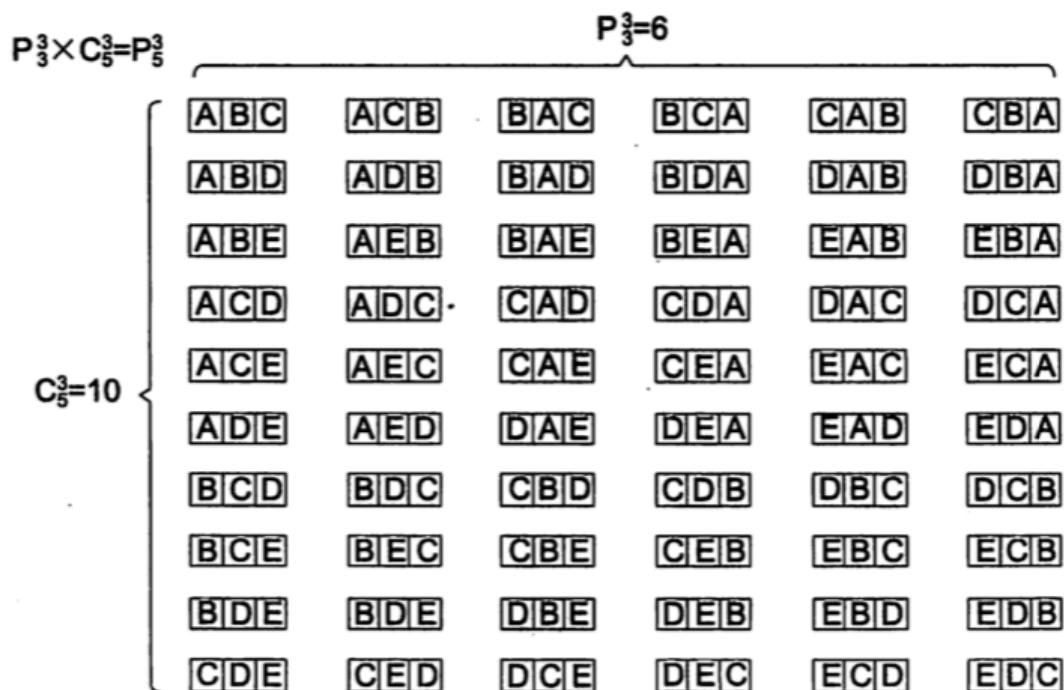 P³₃=6
P³₃×C³₅=P³₅
ABC ACB BAC BCA CAB CBA
ABD ADB BAD BDA DAB DBA
ABE AEB BAE BEA EAB EBA
ACD ADC CAD CDA DAC DCA
ACE AEC CAE CEA EAC ECA
C³₅=10
ADE AED DAE DEA EAD EDA
BCD BDC CBD CDB DBC DCB
BCE BEC CBE CEB EBC ECB
BDE BDE DBE DEB EBD EDB
CDE CED DCE DEC ECD EDC